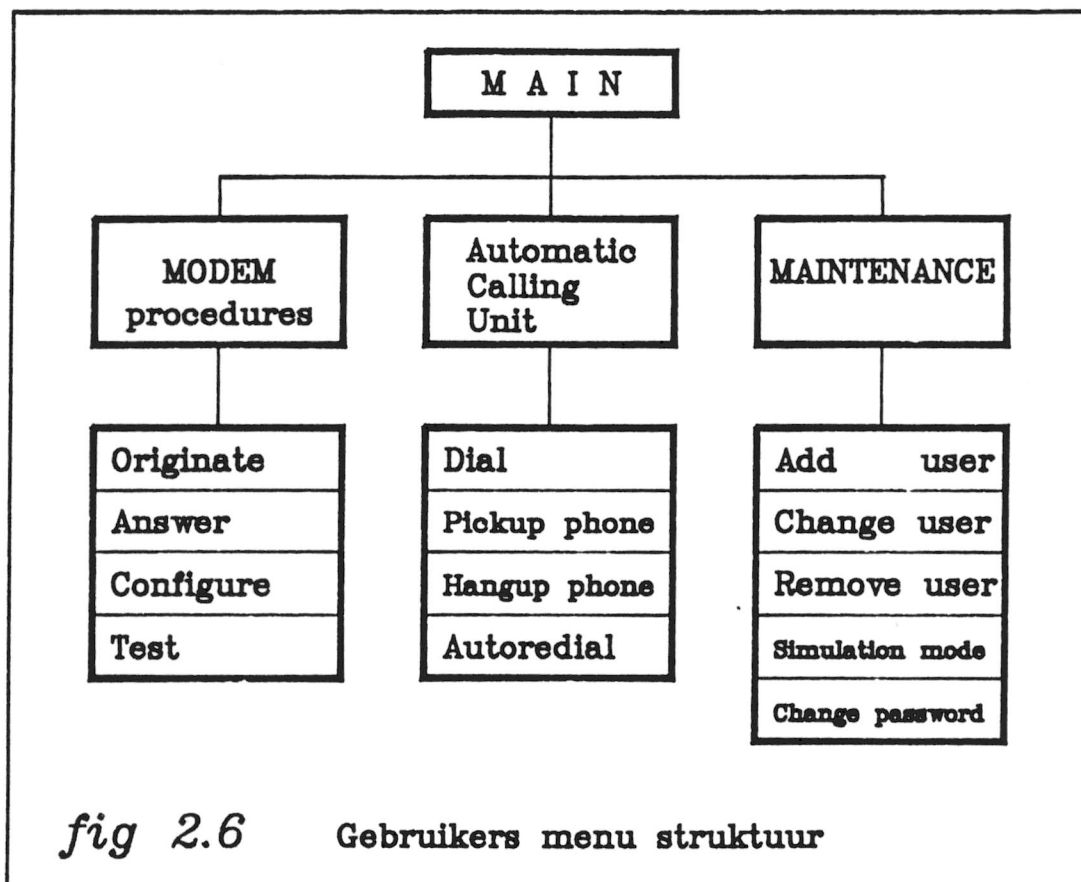 M A I N
MODEM
procedures
Automatic
Calling
Unit
MAINTENANCE
Originate
Answer
Configure
Test
Dial
Pickup phone
Hangup phone
Autoredial
Add user
Change user
Remove user
Simulation mode
Change password
fig 2.6 Gebruikers menu struktuur